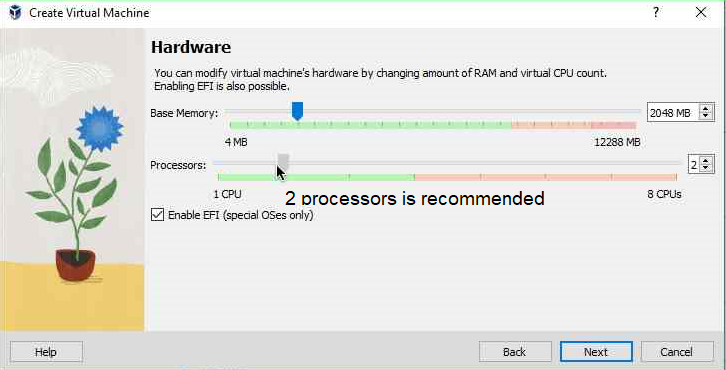 Create Virtual Machine
?
Hardware
You can modify virtual machine's hardware by changing amount of RAM and virtual CPU count.
Enabling EFI is also possible.
Base Memory: 2048 MB
4 MB 12288 MB
Processors: 2
1 CPU 8 CPUs
2 processors is recommended
Enable EFI (special OSes only)
Help Back Next Cancel